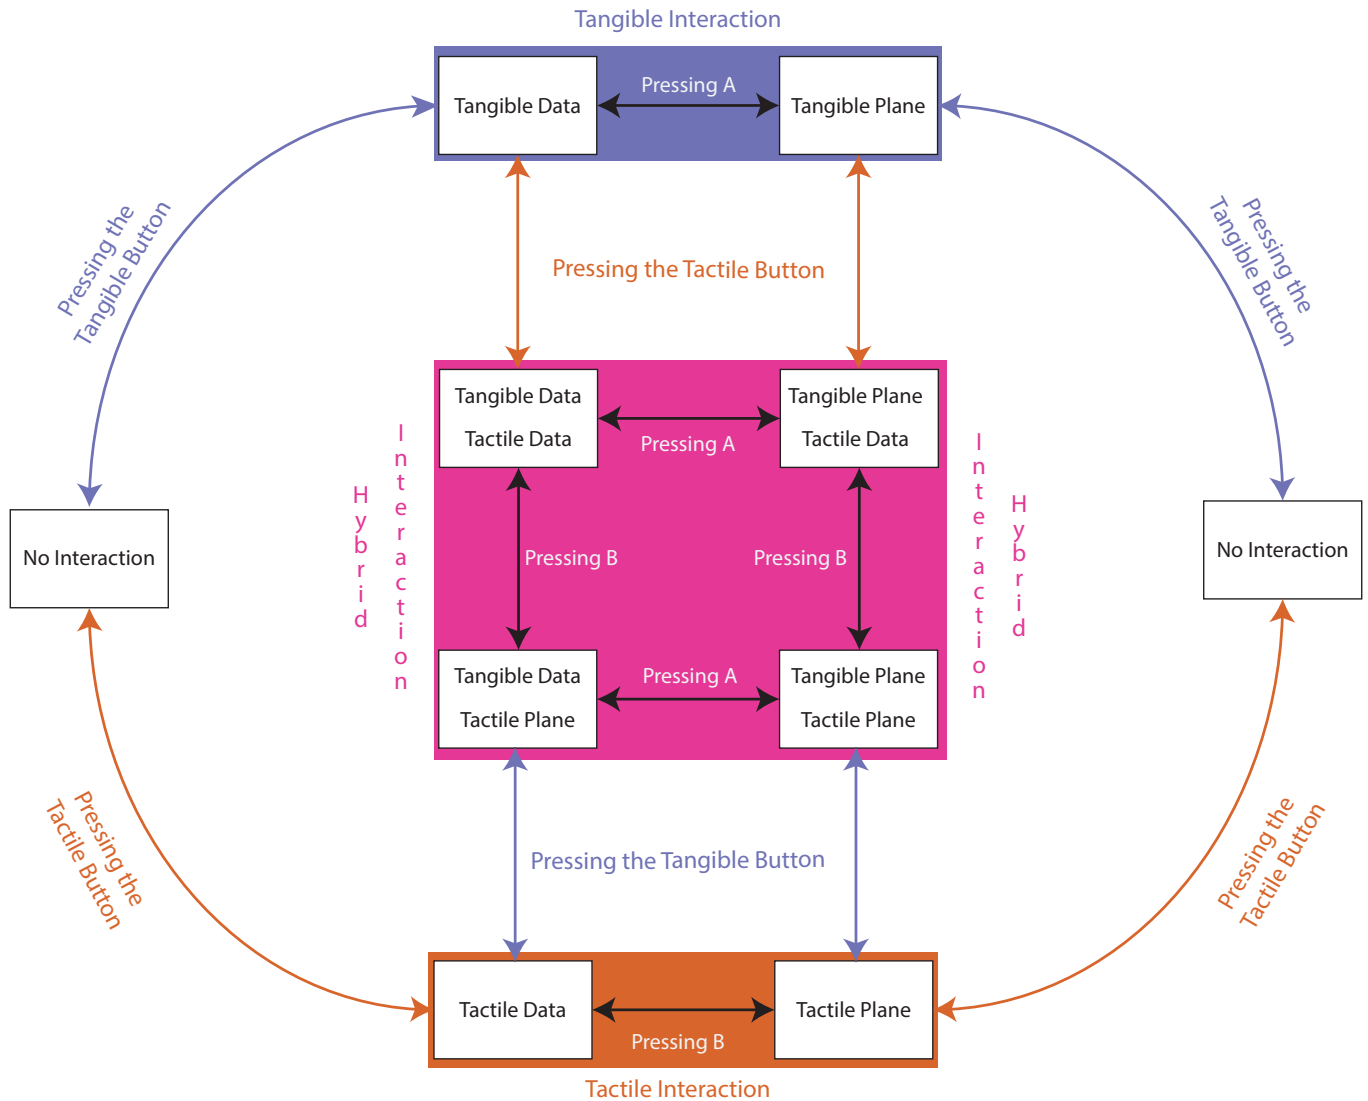 Tangible Interaction
Tangible Data
Pressing A
Tangible Plane
Pressing the
Tangible Button
Pressing the
Tangible Button
Pressing the Tactile Button
Tangible Data
Tactile Data
Pressing A
Tangible Plane
Tactile Data
Hybrid
Interaction
Interaction
Hybrid
No Interaction
Pressing B
Pressing B
No Interaction
Tangible Data
Tactile Plane
Pressing A
Tangible Plane
Tactile Plane
Pressing the
Tactile Button
Pressing the
Tactile Button
Pressing the Tangible Button
Tactile Data
Pressing B
Tactile Plane
Tactile Interaction